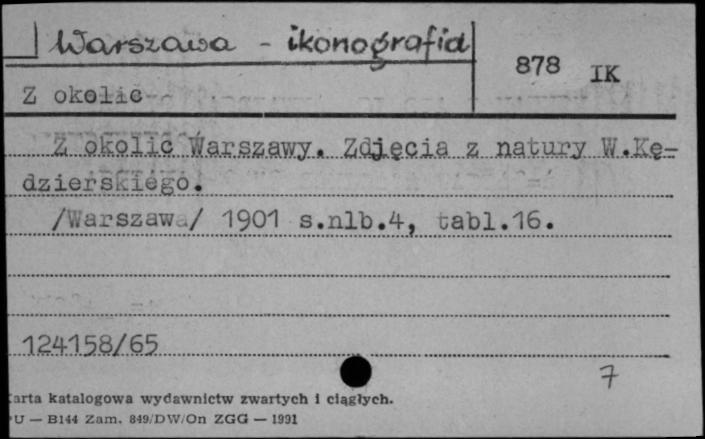 Warszawa - ikonografia
878 IK
Z okolic
Z okolic Warszawy. Zdjęcia z natury W.Kę-
dzierskiego.
/Warszawa/ 1901 s.nlb.4, tabl.16.
124158/65
7
arta katalogowa wydawnictw zwartych i ciągłych.
U — B144 Zam. 849/DW/On ZGG — 1991